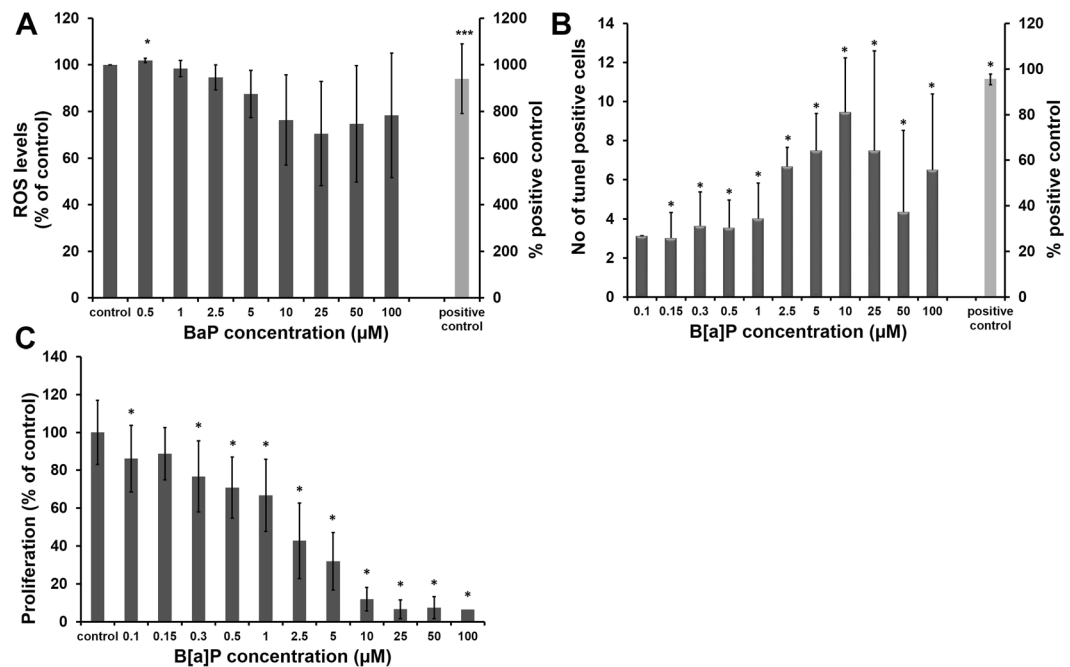 A
ROS levels
(% of control)
120
100
80
60
40
20
0
*
***
1200
1000
800
600
400
200
0
% positive control
control 0.5 1 2.5 5 10 25 50 100 positive
control
BaP concentration (µM)
B
No of tunel positive cells
14
12
10
8
6
4
2
0
* * * * * * * * * * *
120
100
80
60
40
20
0
% positive control
0.1 0.15 0.3 0.5 1 2.5 5 10 25 50 100 positive
control
B[a]P concentration (µM)
C
Proliferation (% of control)
140
120
100
80
60
40
20
0
* * * * * * * * * *
control 0.1 0.15 0.3 0.5 1 2.5 5 10 25 50 100
B[a]P concentration (µM)